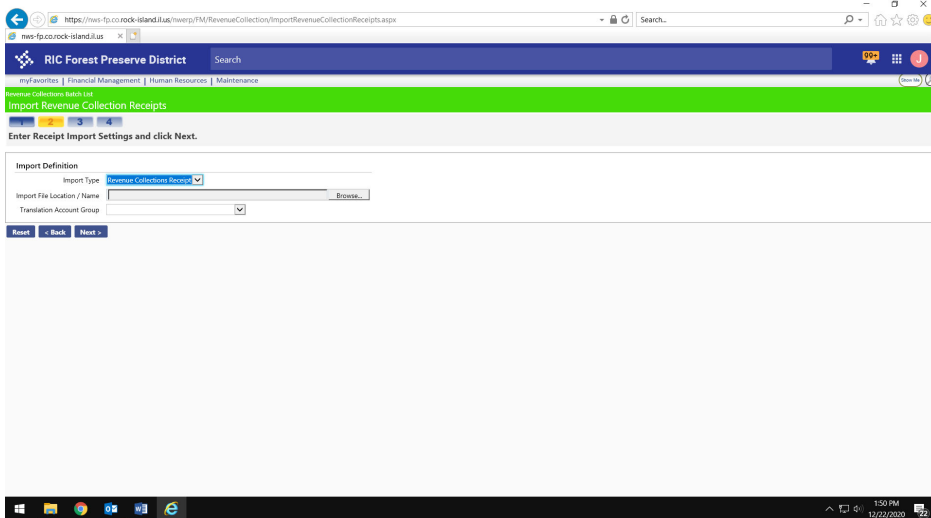 https://nws-fp.co.rock-island.il.us/nwerp/FM/RevenueCollection/ImportRevenueCollectionReceipts.aspx
Search...
nws-fp.co.rock-island.il.us
RIC Forest Preserve District
Search
99+
J
myFavorites | Financial Management | Human Resources | Maintenance
Show Me
Revenue Collections Batch List
Import Revenue Collection Receipts
1 2 3 4
Enter Receipt Import Settings and click Next.
Import Definition
Import Type Revenue Collections Receipt
Import File Location / Name Browse...
Translation Account Group
Reset < Back Next >
1:50 PM
12/22/2020
22